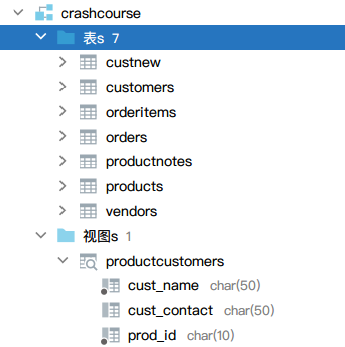 crashcourse
表s 7
custnew
customers
orderitems
orders
productnotes
products
vendors
视图s 1
productcustomers
cust_name char(50)
cust_contact char(50)
prod_id char(10)